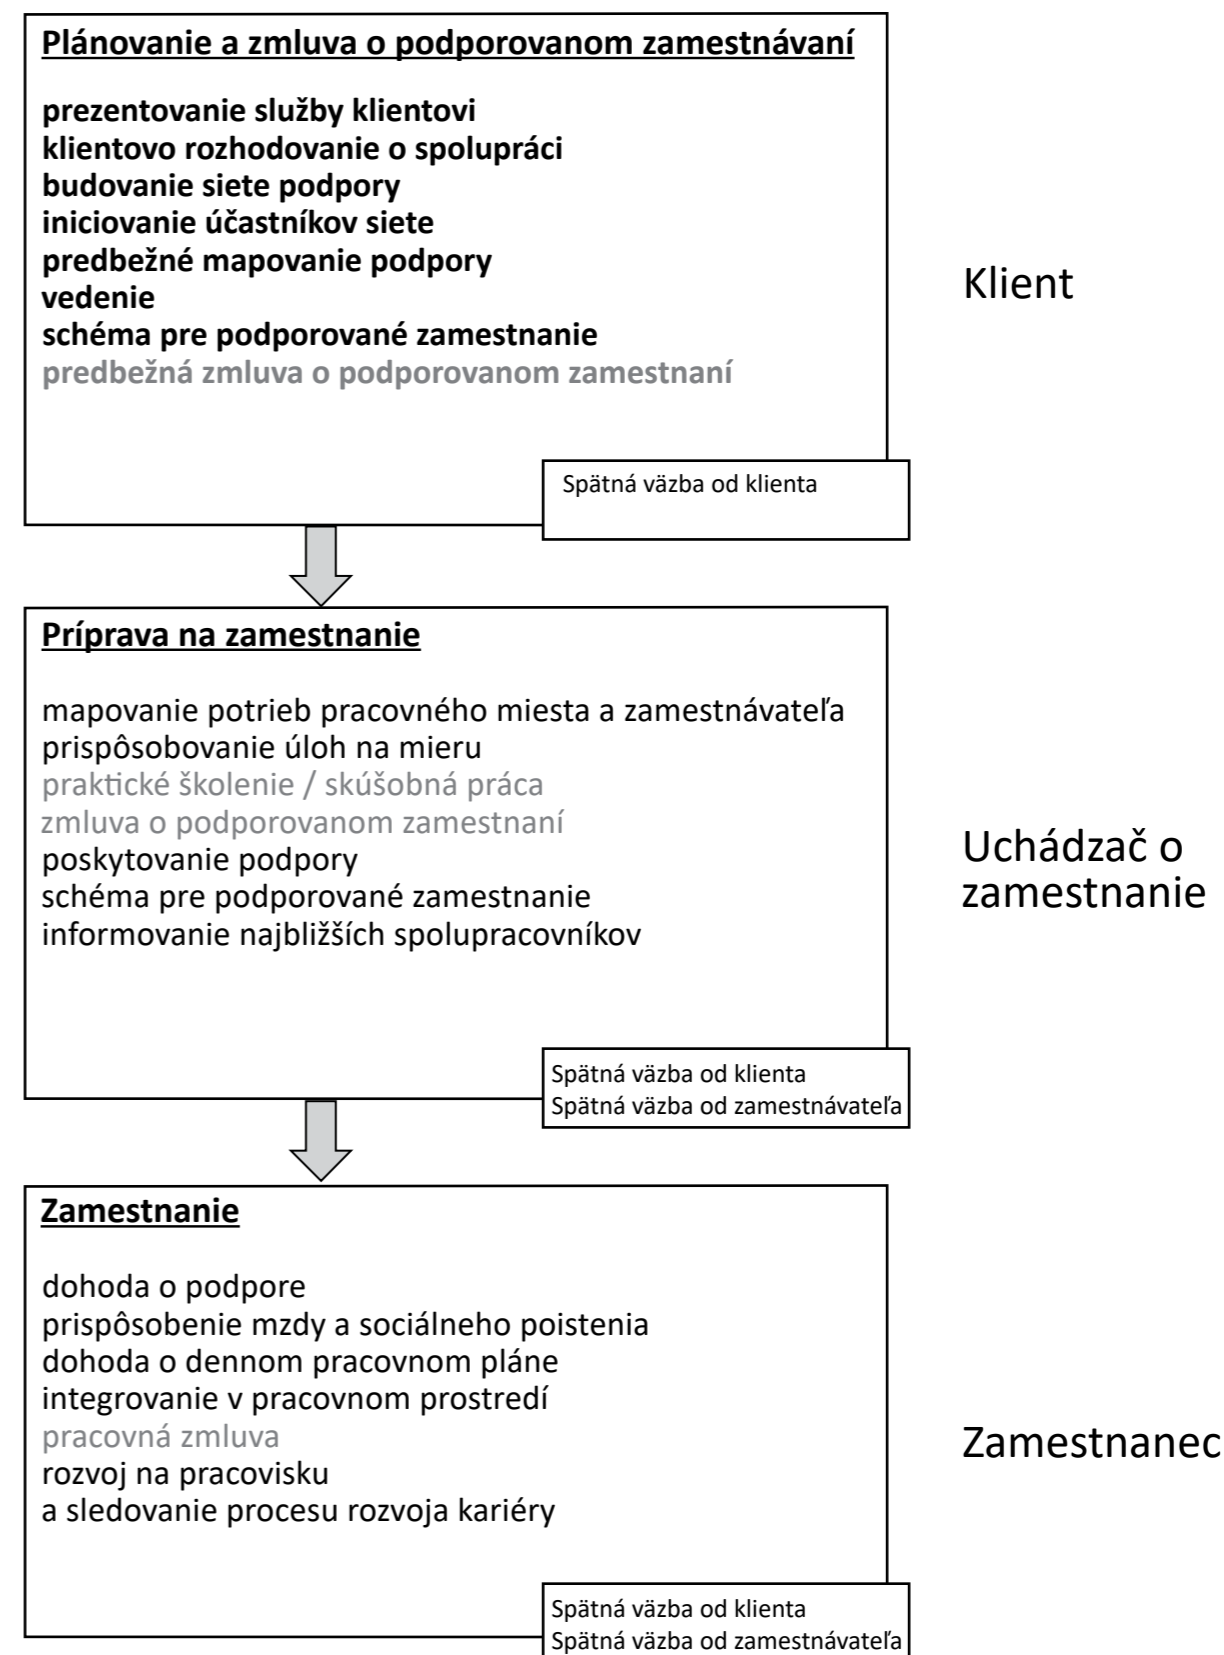 Plánovanie a zmluva o podporovanom zamestnávaní
prezentovanie služby klientovi
klientovo rozhodovanie o spolupráci
budovanie siete podpory
iniciovanie účastníkov siete
predbežné mapovanie podpory
vedenie
schéma pre podporované zamestnanie
predbežná zmluva o podporovanom zamestnaní
Klient
Spätná väzba od klienta
Príprava na zamestnanie
mapovanie potrieb pracovného miesta a zamestnávateľa
prispôsobovanie úloh na mieru
praktické školenie / skúšobná práca
zmluva o podporovanom zamestnaní
poskytovanie podpory
schéma pre podporované zamestnanie
informovanie najbližších spolupracovníkov
Uchádzač o
zamestnanie
Spätná väzba od klienta
Spätná väzba od zamestnávateľa
Zamestnanie
dohoda o podpore
prispôsobenie mzdy a sociálneho poistenia
dohoda o dennom pracovnom pláne
integrovanie v pracovnom prostredí
pracovná zmluva
rozvoj na pracovisku
a sledovanie procesu rozvoja kariéry
Zamestnanec
Spätná väzba od klienta
Spätná väzba od zamestnávateľa